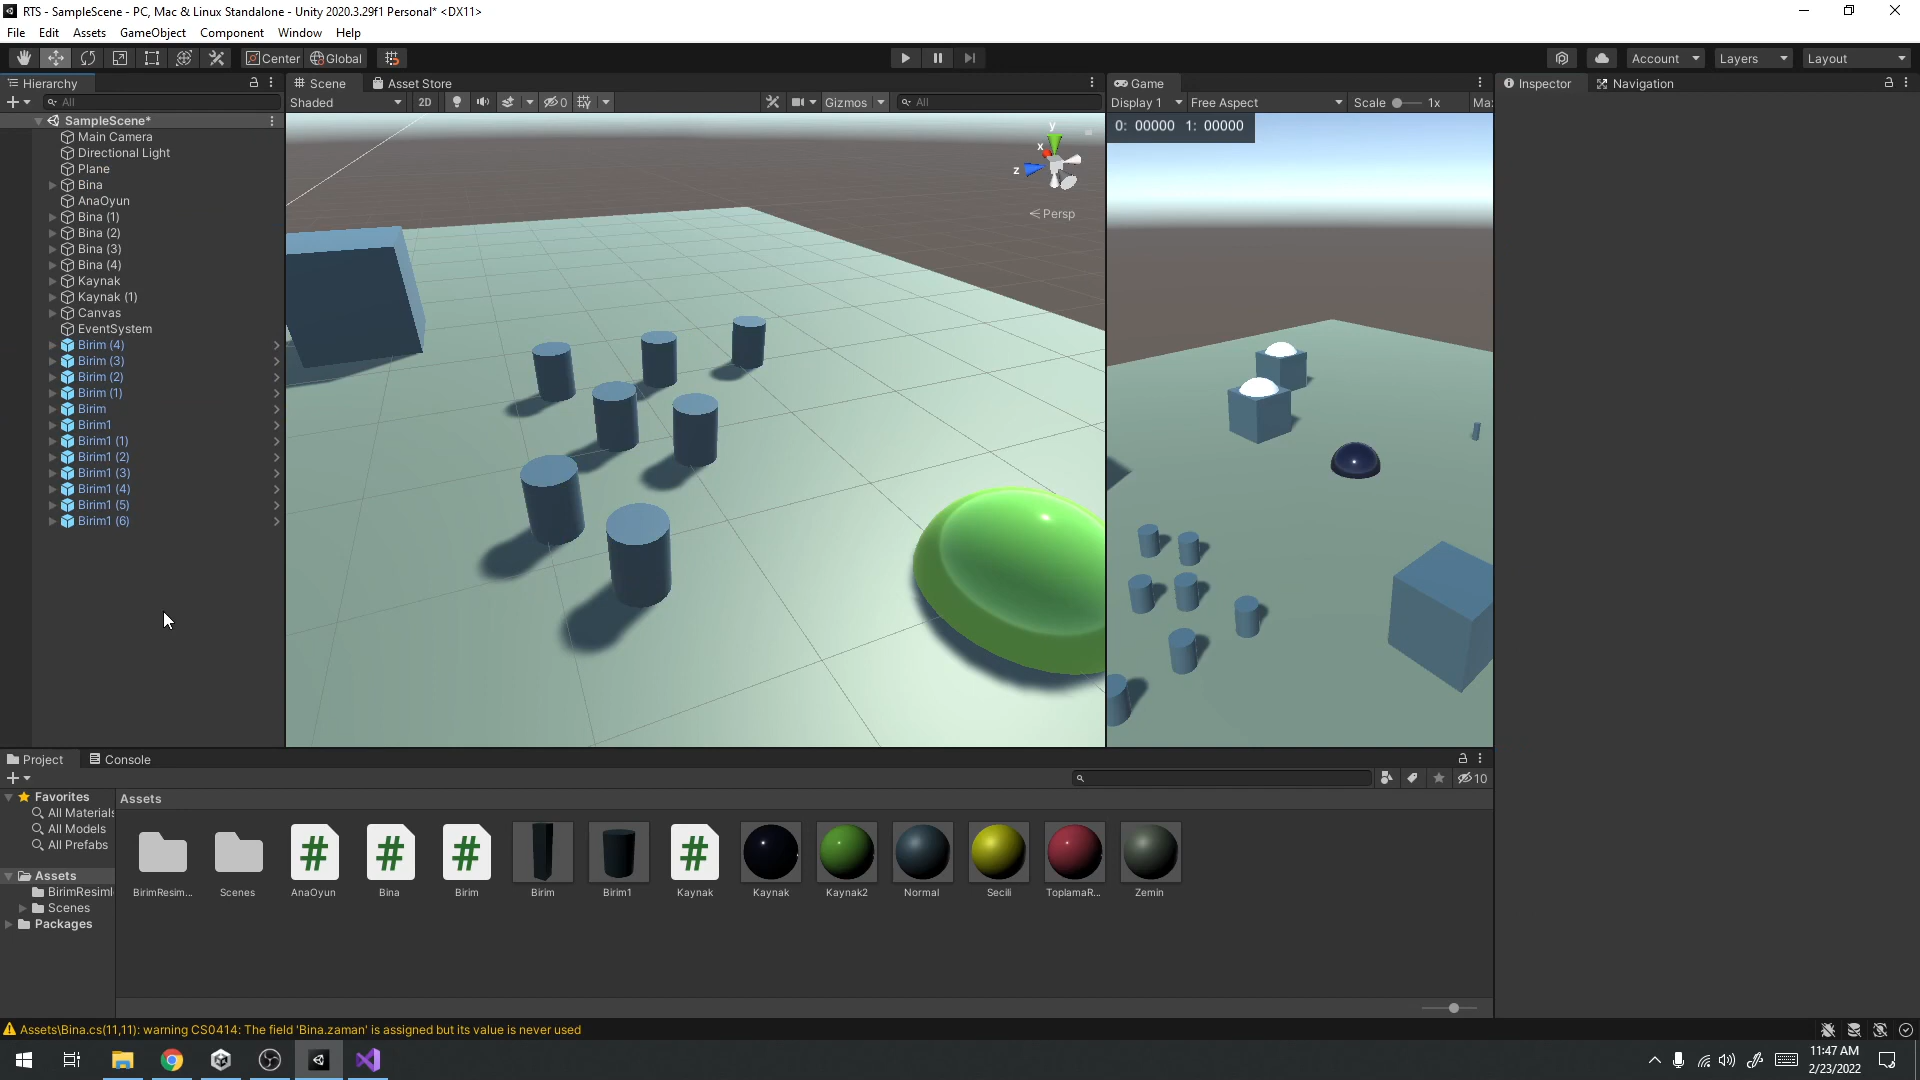 RTS - SampleScene - PC, Mac & Linux Standalone - Unity 2020.3.29f1 Personal* <DX11>
File Edit Assets GameObject Component Window Help
Center Global Account Layers Layout
Hierarchy
All
SampleScene*
Main Camera
Directional Light
Plane
Bina
AnaOyun
Bina (1)
Bina (2)
Bina (3)
Bina (4)
Kaynak
Kaynak (1)
Canvas
EventSystem
Birim (4)
Birim (3)
Birim (2)
Birim (1)
Birim
Birim1
Birim1 (1)
Birim1 (2)
Birim1 (3)
Birim1 (4)
Birim1 (5)
Birim1 (6)
Scene Asset Store
Shaded 2D 0 Gizmos All
y
x
z
Persp
Game
Display 1 Free Aspect Scale 1x Ma
0: 00000 1: 00000
Inspector Navigation
Project Console
10
Favorites
All Materials
All Models
All Prefabs
Assets
BirimResiml
Scenes
Packages
Assets
BirimResim... Scenes AnaOyun Bina Birim Birim Birim1 Kaynak Kaynak Kaynak2 Normal Secili ToplamaR... Zemin
Assets\Bina.cs(11,11): warning CS0414: The field 'Bina.zaman' is assigned but its value is never used
11:47 AM
2/23/2022